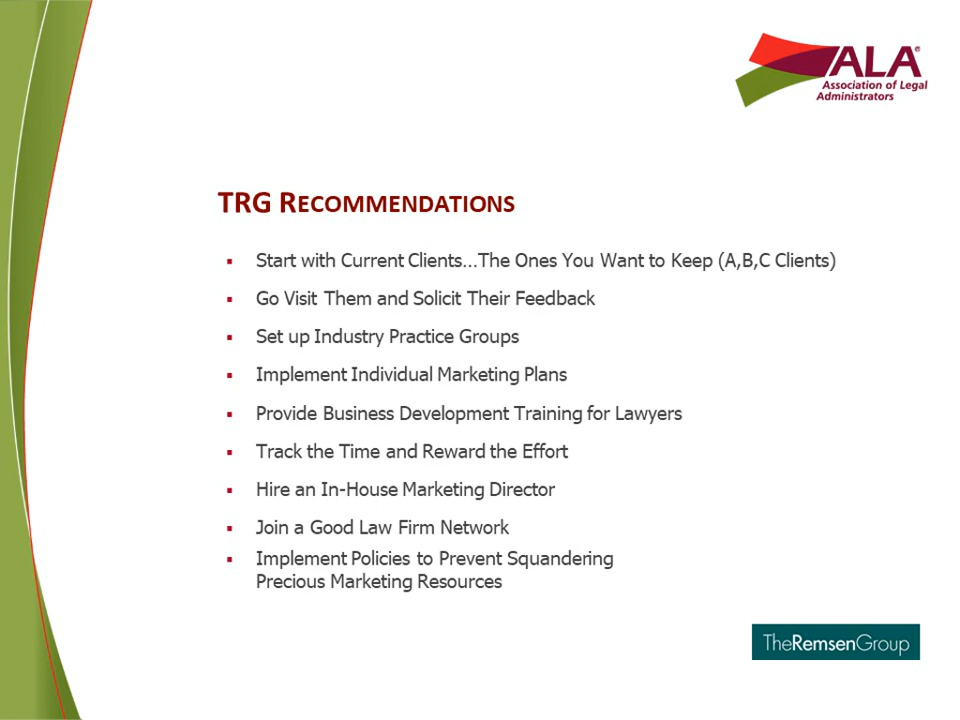 ALA®
Association of Legal
Administrators
TRG RECOMMENDATIONS
▪ Start with Current Clients...The Ones You Want to Keep (A,B,C Clients)
▪ Go Visit Them and Solicit Their Feedback
▪ Set up Industry Practice Groups
▪ Implement Individual Marketing Plans
▪ Provide Business Development Training for Lawyers
▪ Track the Time and Reward the Effort
▪ Hire an In-House Marketing Director
▪ Join a Good Law Firm Network
▪ Implement Policies to Prevent Squandering
Precious Marketing Resources
TheRemsenGroup